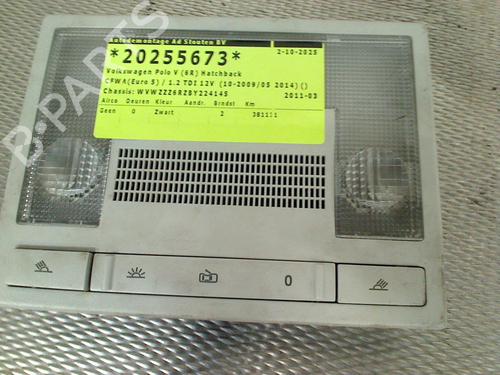 Autodemontage Ad Stouten BV
2-10-2025
*20255673*
Volkswagen Polo V (6R) Hatchback
CFWA(Euro 5) / 1.2 TDI 12V (10-2009/05 2014)()
Chassis: WVWZZZ6RZBY224145 2011-03
Airco Deuren Kleur Aandr. Brndst Km
Geen 0 Zwart 2 381131
B-PARTS
0